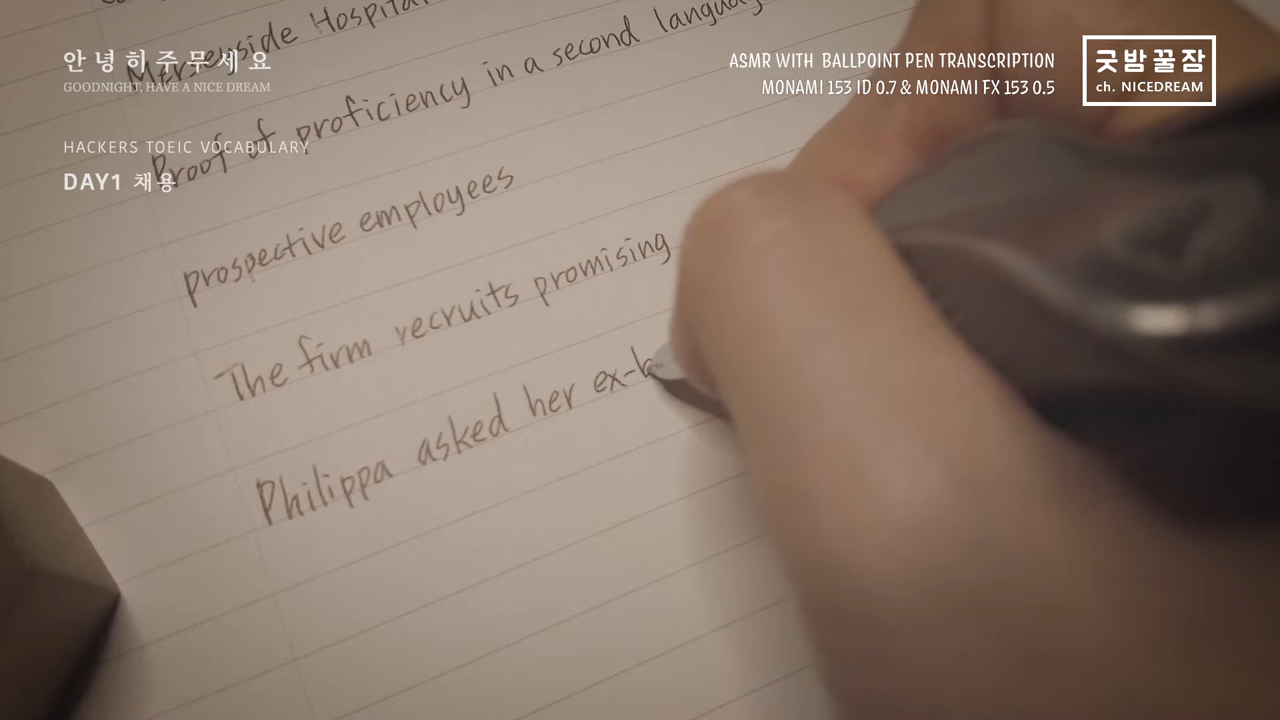 안녕히주무세요
GOODNIGHT, HAVE A NICE DREAM
HACKERS TOEIC VOCABULARY
DAY1 채용
ASMR WITH BALLPOINT PEN TRANSCRIPTION
MONAMI 153 ID 0.7 & MONAMI FX 153 0.5
굿밤꿀잠
ch. NICEDREAM
Merseyside Hospital
Proof of proficiency in a second language
prospective employees
The firm recruits promising
Philippa asked her ex-b